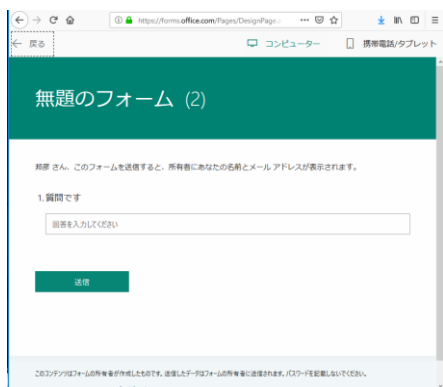 https://forms.office.com/Pages/DesignPage...
戻る
コンピューター
携帯電話/タブレット
無題のフォーム (2)
邦彦 さん、このフォームを送信すると、所有者にあなたの名前とメール アドレスが表示されます。
1. 質問です
回答を入力してください
送信
このコンテンツはフォームの所有者が作成したものです。送信したデータはフォームの所有者に送信されます。パスワードを記載しないでください。